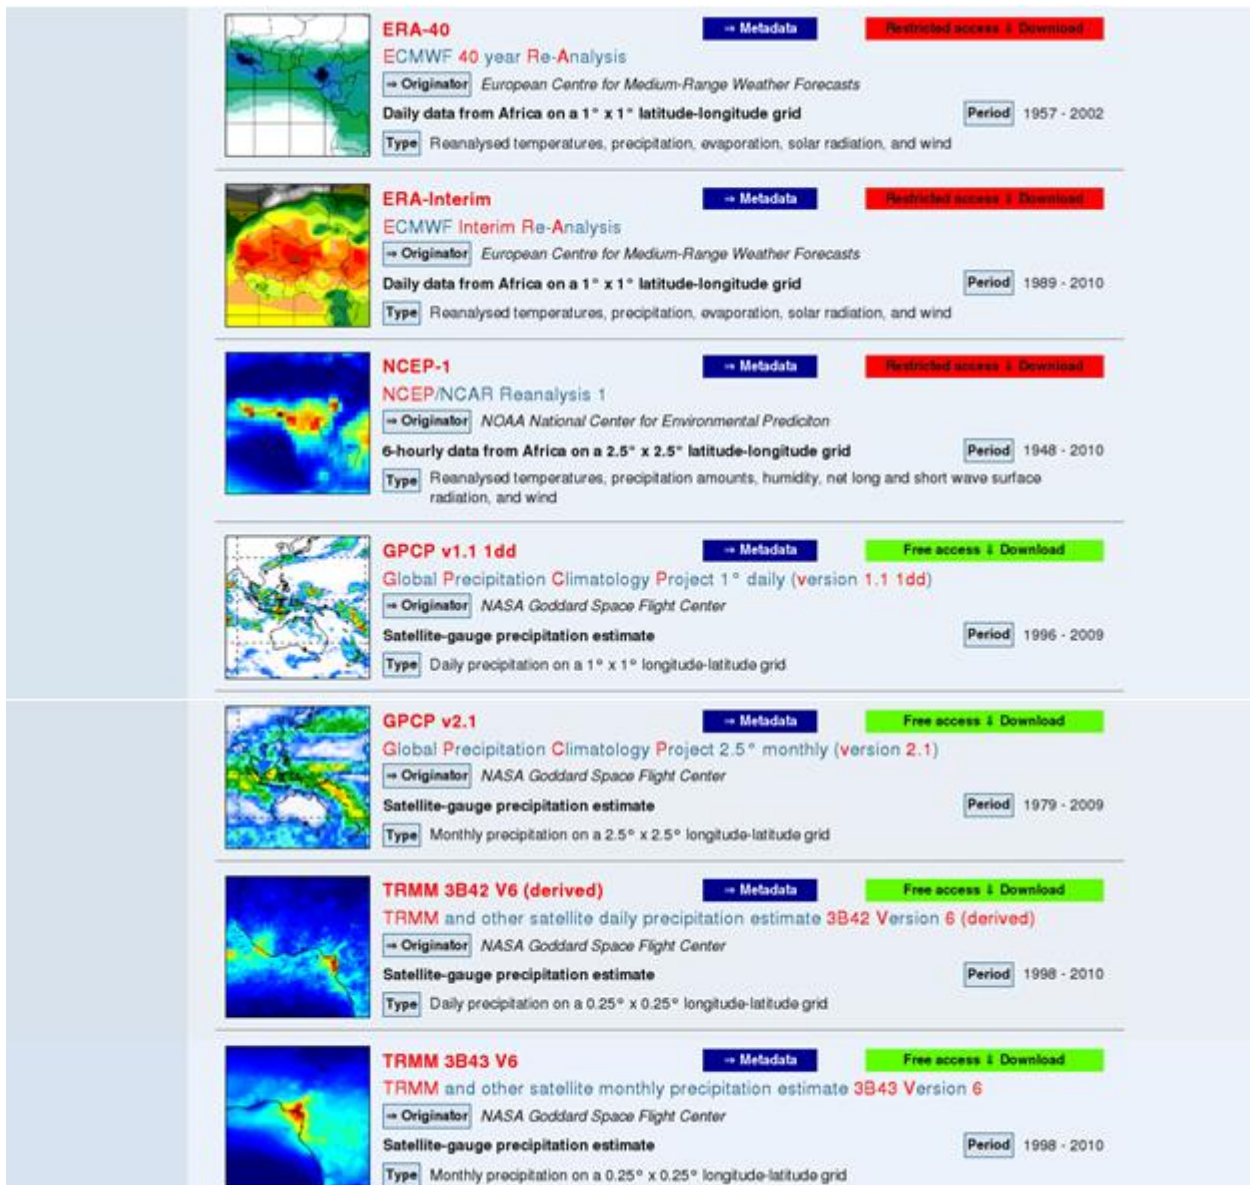 ERA-40 ⇒ Metadata Restricted access ⇓ Download
ECMWF 40 year Re-Analysis
⇒ Originator European Centre for Medium-Range Weather Forecasts
Daily data from Africa on a 1° x 1° latitude-longitude grid Period 1957 - 2002
Type Reanalysed temperatures, precipitation, evaporation, solar radiation, and wind
ERA-Interim ⇒ Metadata Restricted access ⇓ Download
ECMWF Interim Re-Analysis
⇒ Originator European Centre for Medium-Range Weather Forecasts
Daily data from Africa on a 1° x 1° latitude-longitude grid Period 1989 - 2010
Type Reanalysed temperatures, precipitation, evaporation, solar radiation, and wind
NCEP-1 ⇒ Metadata Restricted access ⇓ Download
NCEP/NCAR Reanalysis 1
⇒ Originator NOAA National Center for Environmental Prediciton
6-hourly data from Africa on a 2.5° x 2.5° latitude-longitude grid Period 1948 - 2010
Type Reanalysed temperatures, precipitation amounts, humidity, net long and short wave surface
radiation, and wind
GPCP v1.1 1dd ⇒ Metadata Free access ⇓ Download
Global Precipitation Climatology Project 1° daily (version 1.1 1dd)
⇒ Originator NASA Goddard Space Flight Center
Satellite-gauge precipitation estimate Period 1996 - 2009
Type Daily precipitation on a 1° x 1° longitude-latitude grid
GPCP v2.1 ⇒ Metadata Free access ⇓ Download
Global Precipitation Climatology Project 2.5° monthly (version 2.1)
⇒ Originator NASA Goddard Space Flight Center
Satellite-gauge precipitation estimate Period 1979 - 2009
Type Monthly precipitation on a 2.5° x 2.5° longitude-latitude grid
TRMM 3B42 V6 (derived) ⇒ Metadata Free access ⇓ Download
TRMM and other satellite daily precipitation estimate 3B42 Version 6 (derived)
⇒ Originator NASA Goddard Space Flight Center
Satellite-gauge precipitation estimate Period 1998 - 2010
Type Daily precipitation on a 0.25° x 0.25° longitude-latitude grid
TRMM 3B43 V6 ⇒ Metadata Free access ⇓ Download
TRMM and other satellite monthly precipitation estimate 3B43 Version 6
⇒ Originator NASA Goddard Space Flight Center
Satellite-gauge precipitation estimate Period 1998 - 2010
Type Monthly precipitation on a 0.25° x 0.25° longitude-latitude grid